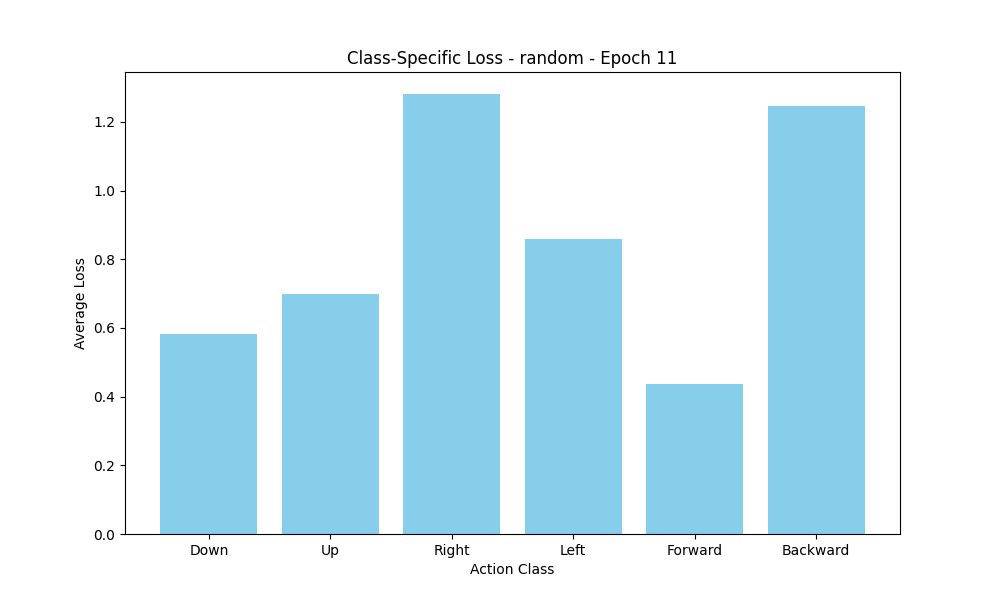 Class-Specific Loss - random - Epoch 11
Average Loss
1.2
1.0
0.8
0.6
0.4
0.2
0.0
Down Up Right Left Forward Backward
Action Class